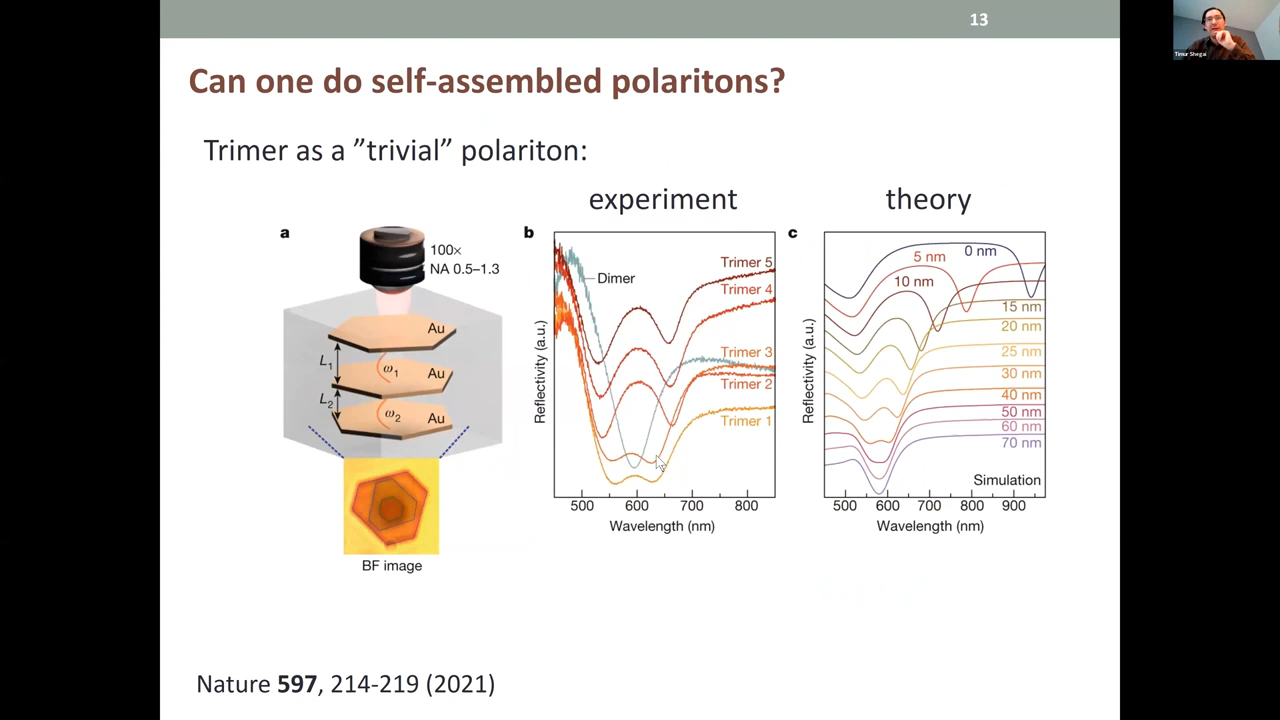 13
Timur Shegai
Can one do self-assembled polaritons?
Trimer as a ”trivial” polariton:
experiment
theory
a
100×
NA 0.5–1.3
Au
L1
ω1
Au
L2
ω2
Au
BF image
b
Dimer
Trimer 5
Trimer 4
Trimer 3
Trimer 2
Trimer 1
Reflectivity (a.u.)
500 600 700 800
Wavelength (nm)
c
0 nm
5 nm
10 nm
15 nm
20 nm
25 nm
30 nm
40 nm
50 nm
60 nm
70 nm
Simulation
Reflectivity (a.u.)
500 600 700 800 900
Wavelength (nm)
Nature 597, 214-219 (2021)